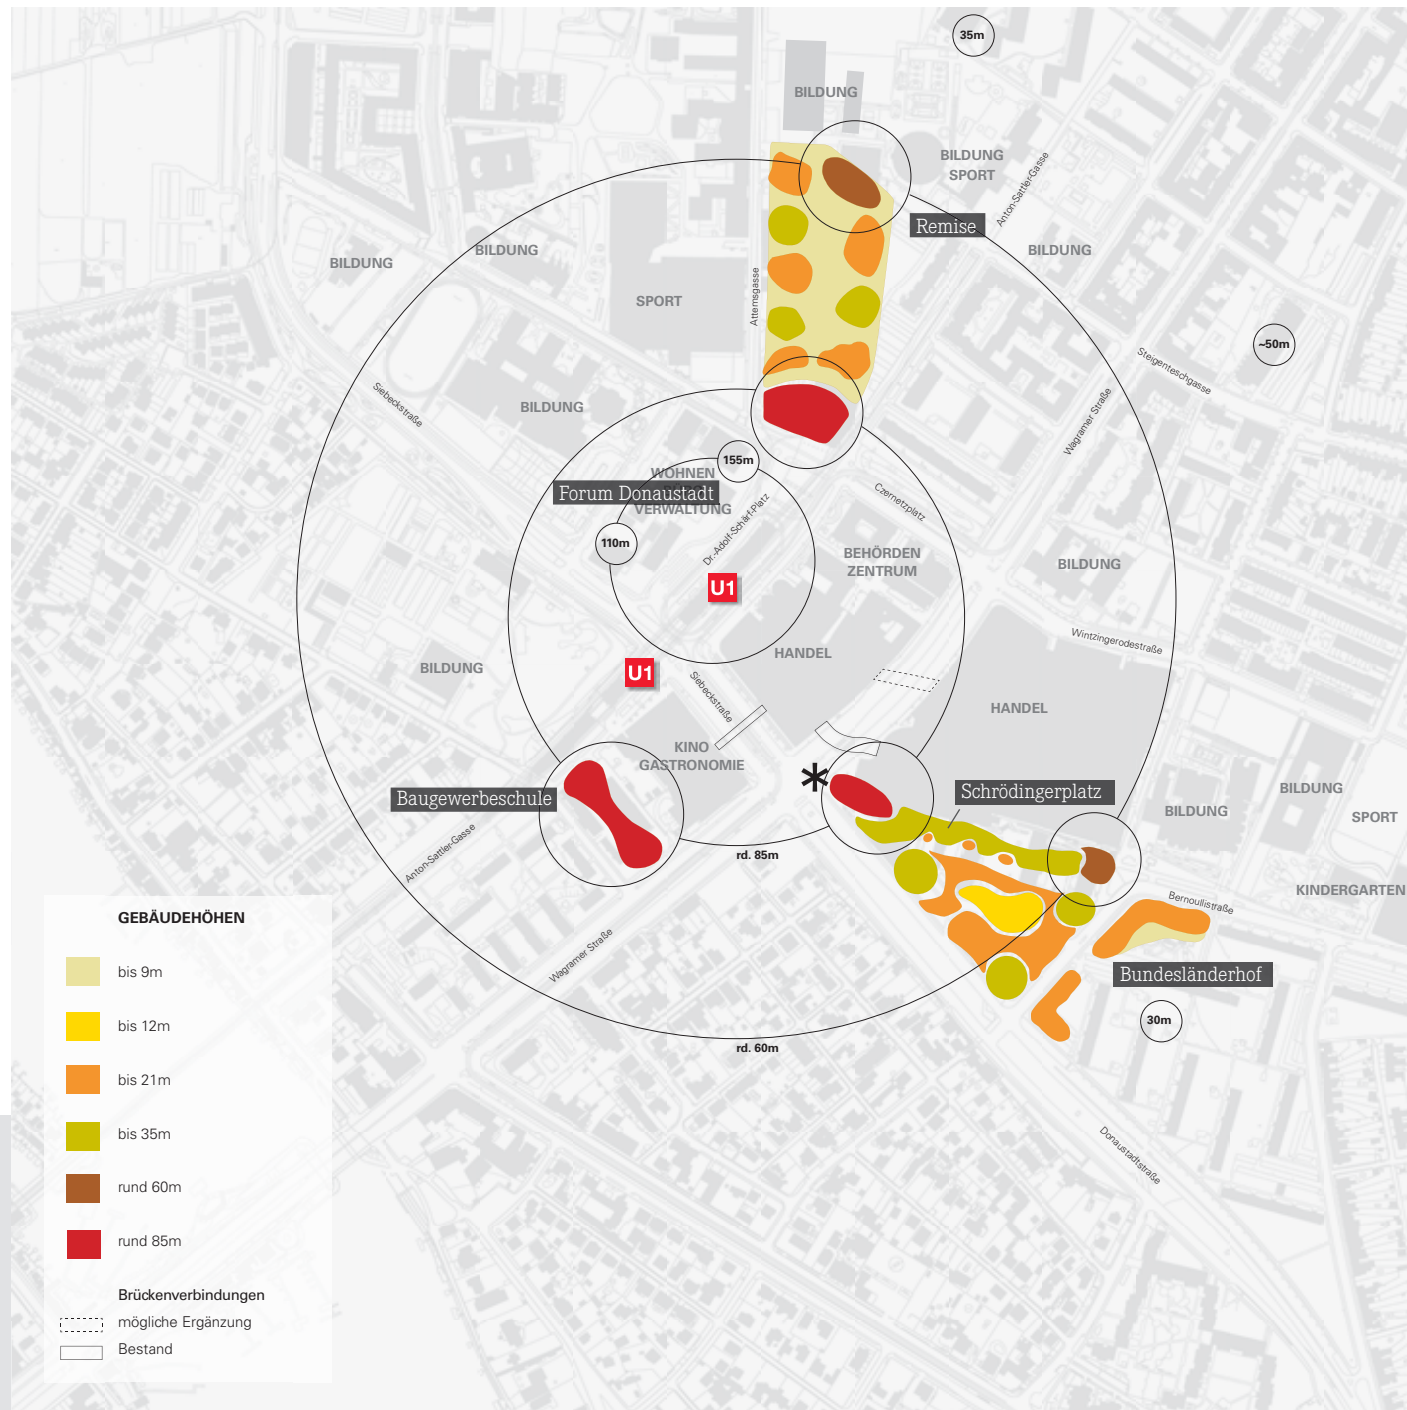 35m
BILDUNG
BILDUNG
SPORT
Anton-Sattler-Gasse
Remise
BILDUNG
BILDUNG
BILDUNG
SPORT
Attemsgasse
~50m
Steigenteschgasse
Wagramer Straße
Siebeckstraße
BILDUNG
155m
WOHNEN
Forum Donaustadt
VERWALTUNG
Dr.-Adolf-Schärf-Platz
Czernetzplatz
110m
BEHÖRDEN
ZENTRUM
BILDUNG
U1
Wintzingerodestraße
HANDEL
BILDUNG
U1
Siebeckstraße
HANDEL
KINO
GASTRONOMIE
*
Baugewerbeschule
Schrödingerplatz
BILDUNG
BILDUNG
SPORT
Anton-Sattler-Gasse
rd. 85m
KINDERGARTEN
Bernoullistraße
Wagramer Straße
Bundesländerhof
30m
rd. 60m
Donaustadtstraße
GEBÄUDEHÖHEN
bis 9m
bis 12m
bis 21m
bis 35m
rund 60m
rund 85m
Brückenverbindungen
mögliche Ergänzung
Bestand